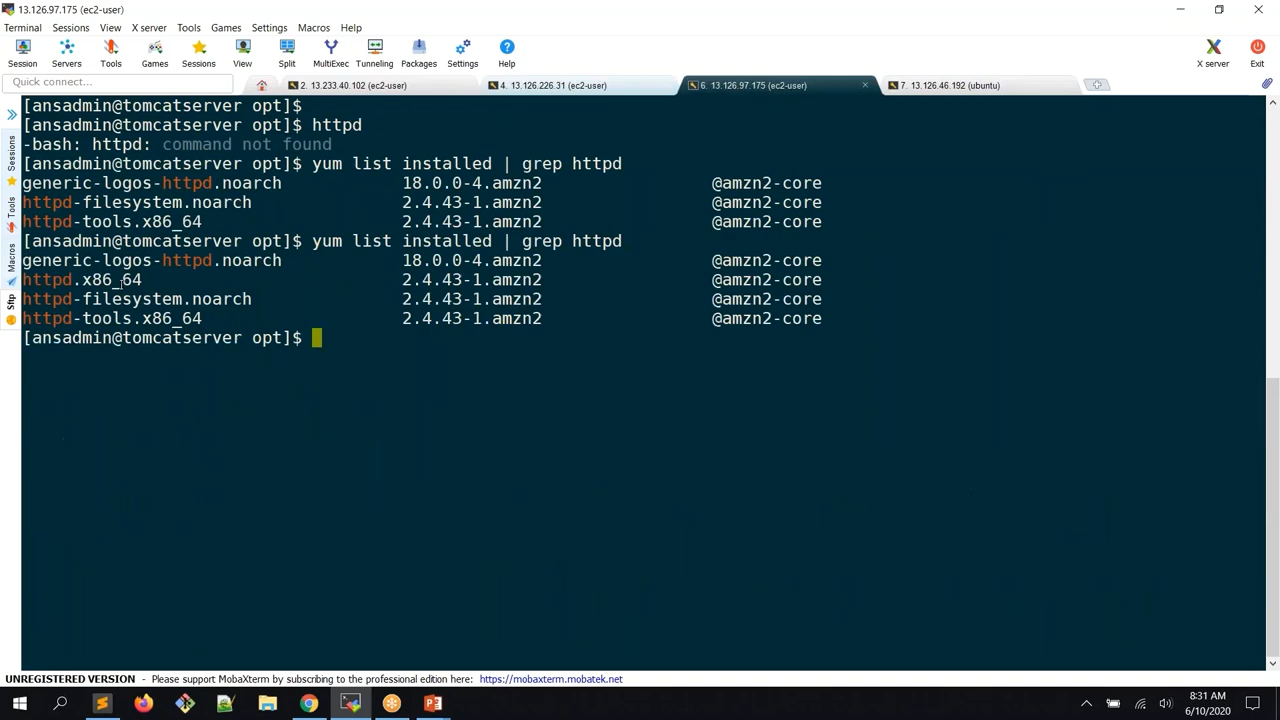 13.126.97.175 (ec2-user)
Terminal Sessions View X server Tools Games Settings Macros Help
Session Servers Tools Games Sessions View Split MultiExec Tunneling Packages Settings Help X server Exit
Quick connect... 2. 13.233.40.102 (ec2-user) 4. 13.126.226.31 (ec2-user) 6. 13.126.97.175 (ec2-user) 7. 13.126.46.192 (ubuntu)
Sessions
Tools
Macros
Sftp
[ansadmin@tomcatserver opt]$
[ansadmin@tomcatserver opt]$ httpd
-bash: httpd: command not found
[ansadmin@tomcatserver opt]$ yum list installed | grep httpd
generic-logos-httpd.noarch 18.0.0-4.amzn2 @amzn2-core
httpd-filesystem.noarch 2.4.43-1.amzn2 @amzn2-core
httpd-tools.x86_64 2.4.43-1.amzn2 @amzn2-core
[ansadmin@tomcatserver opt]$ yum list installed | grep httpd
generic-logos-httpd.noarch 18.0.0-4.amzn2 @amzn2-core
httpd.x86_64 2.4.43-1.amzn2 @amzn2-core
httpd-filesystem.noarch 2.4.43-1.amzn2 @amzn2-core
httpd-tools.x86_64 2.4.43-1.amzn2 @amzn2-core
[ansadmin@tomcatserver opt]$
UNREGISTERED VERSION - Please support MobaXterm by subscribing to the professional edition here: https://mobaxterm.mobatek.net
8:31 AM
6/10/2020